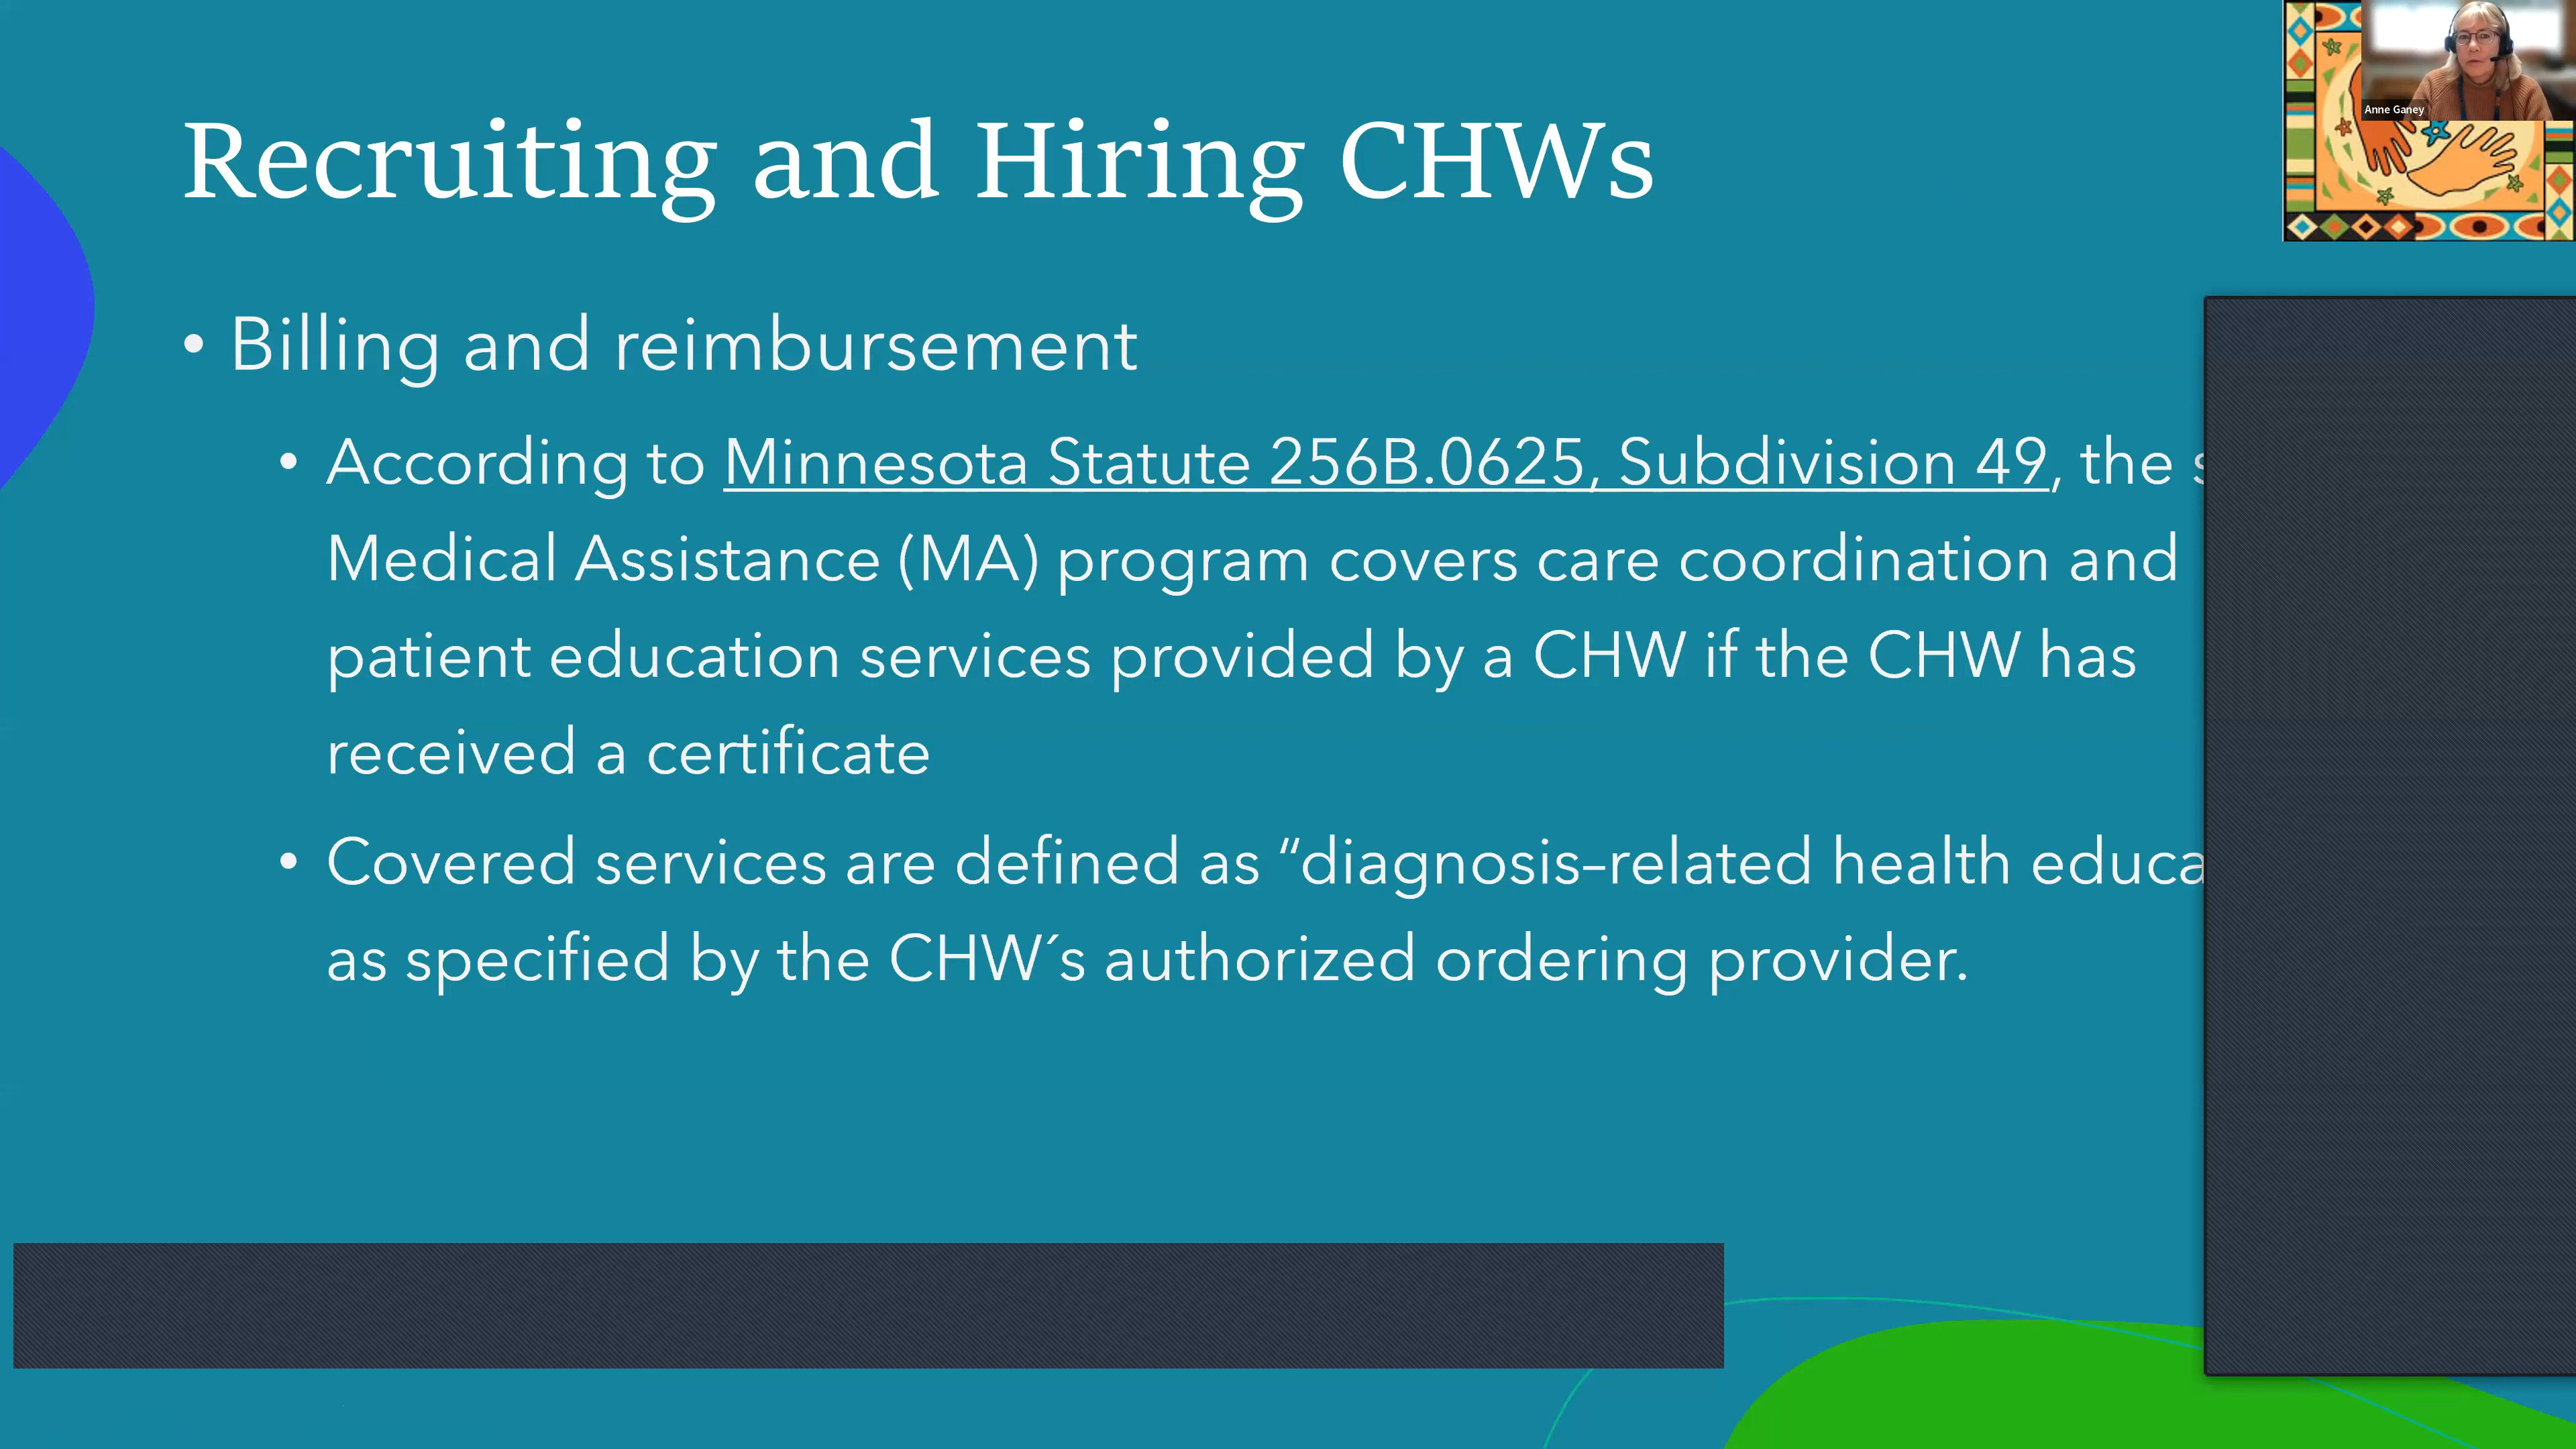 Recruiting and Hiring CHWs
Anne Ganey
• Billing and reimbursement
• According to Minnesota Statute 256B.0625, Subdivision 49, the
Medical Assistance (MA) program covers care coordination and
patient education services provided by a CHW if the CHW has
received a certificate
• Covered services are defined as “diagnosis–related health
as specified by the CHW´s authorized ordering provider.